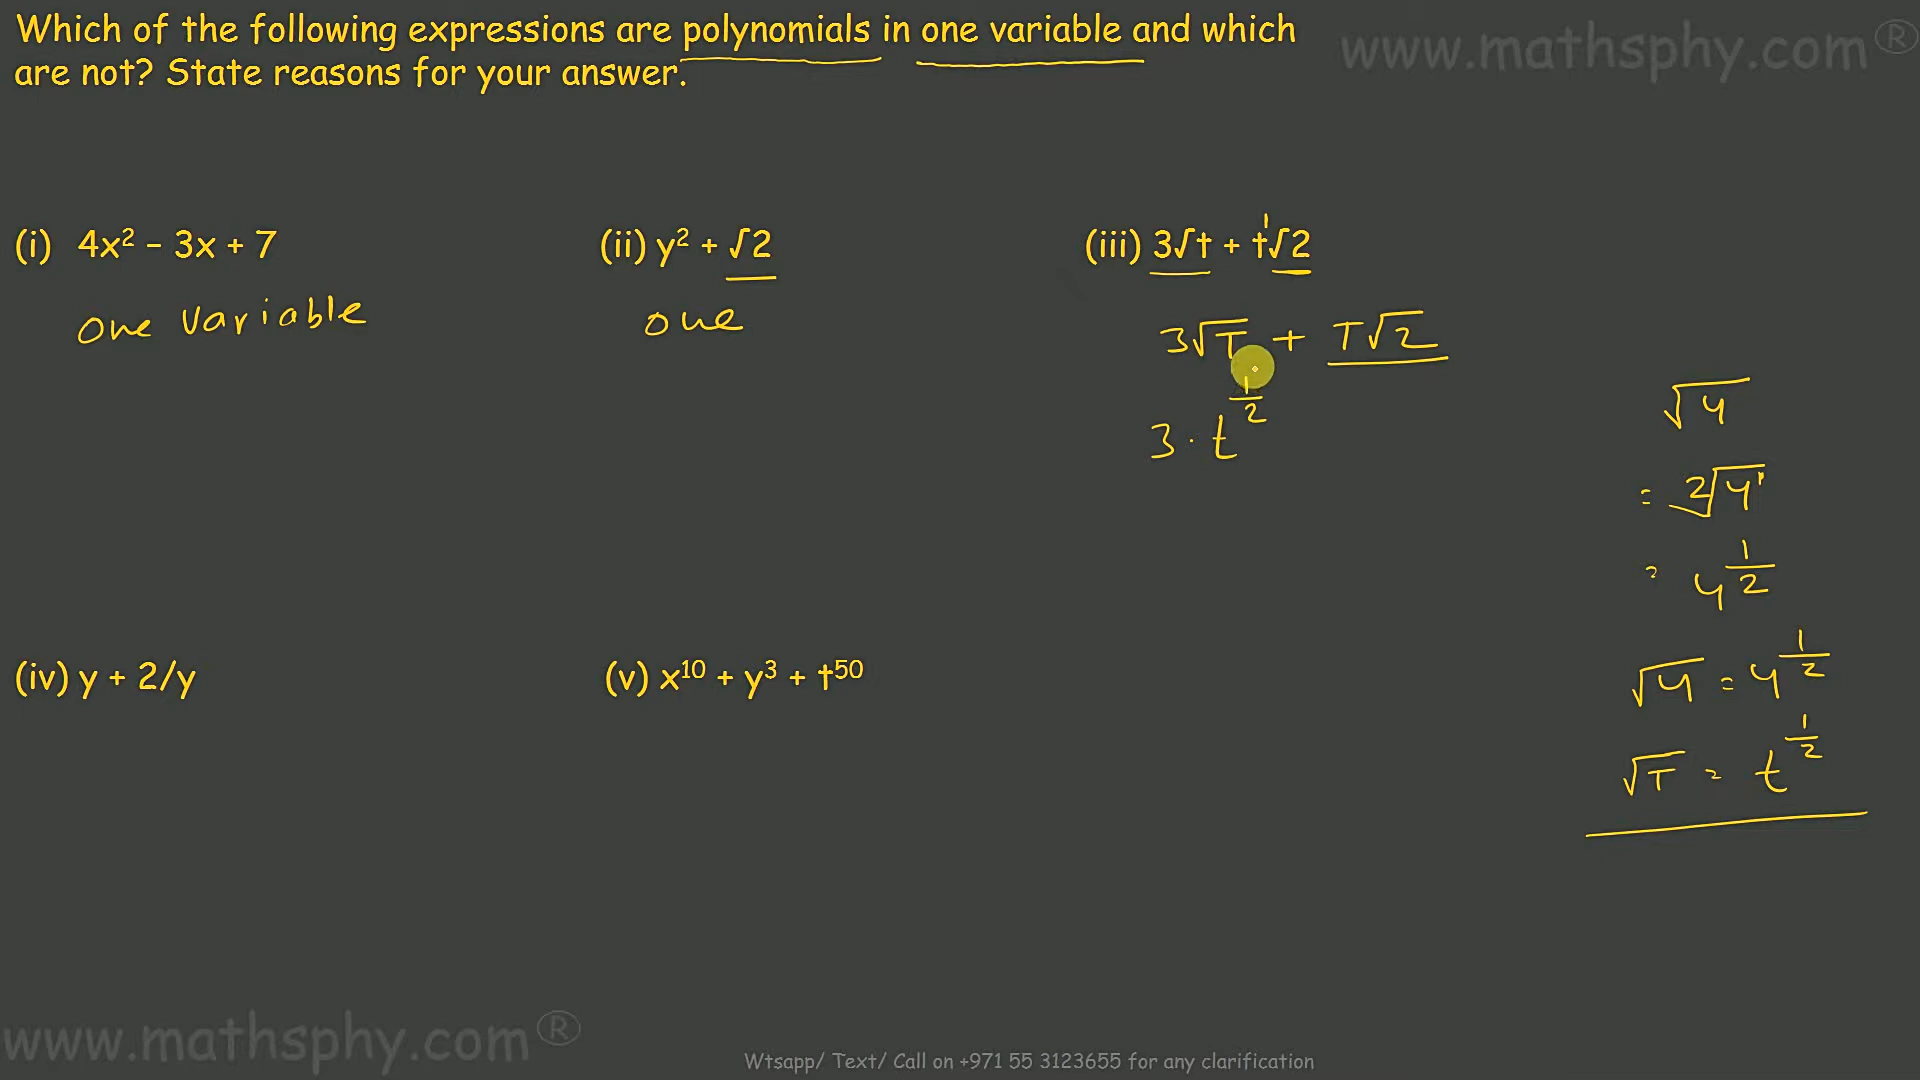 Which of the following expressions are polynomials in one variable and which
are not? State reasons for your answer.
www.mathsphy.com®
(i) 4x² – 3x + 7
(ii) y² + √2
(iii) 3√t + t¹√2
one variable
one
3√T + T√2
3 · t^1/2
√4
= 2√4¹
= 4^1/2
√4 = 4^1/2
√T = t^1/2
(iv) y + 2/y
(v) x¹⁰ + y³ + t⁵⁰
www.mathsphy.com®
Wtsapp/ Text/ Call on +971 55 3123655 for any clarification